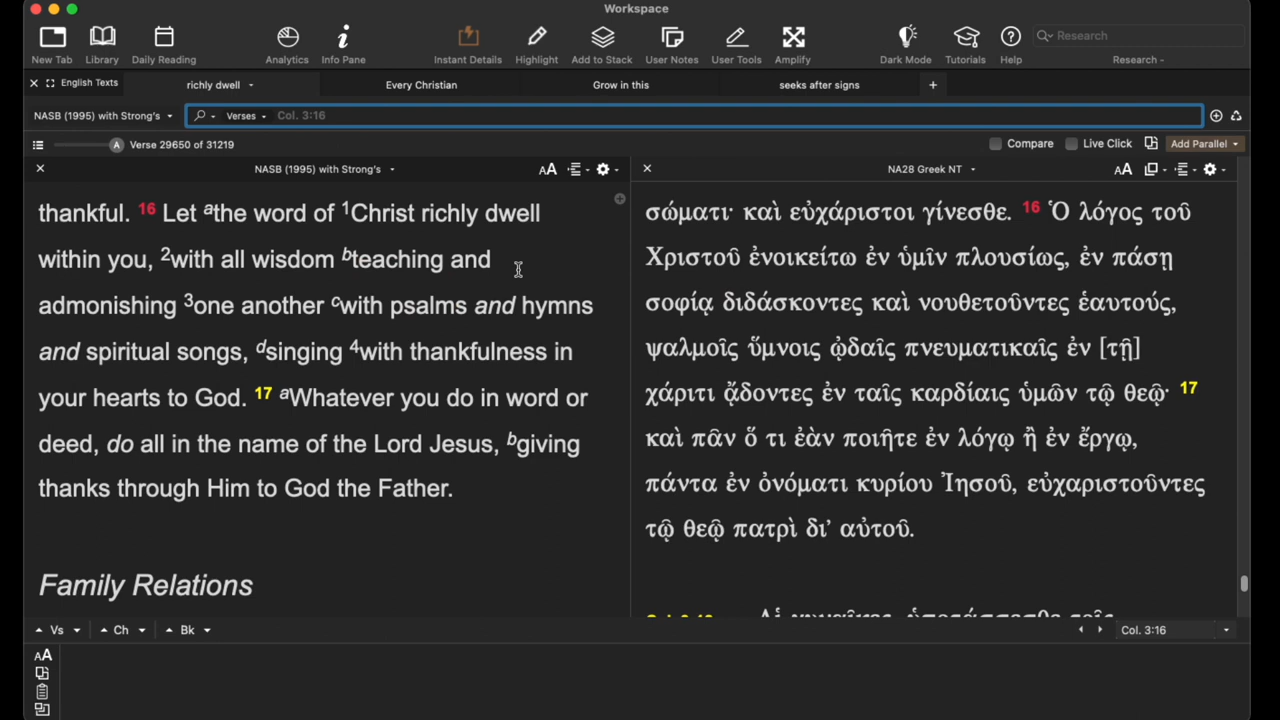 Workspace
New Tab Library Daily Reading Analytics Info Pane Instant Details Highlight Add to Stack User Notes User Tools Amplify Dark Mode Tutorials Help Research
Research
English Texts richly dwell Every Christian Grow in this seeks after signs
NASB (1995) with Strong's Verses Col. 3:16
A Verse 29650 of 31219 Compare Live Click Add Parallel
NASB (1995) with Strong's
thankful. 16 Let athe word of 1Christ richly dwell
within you, 2with all wisdom bteaching and
admonishing 3one another cwith psalms and hymns
and spiritual songs, dsinging 4with thankfulness in
your hearts to God. 17 aWhatever you do in word or
deed, do all in the name of the Lord Jesus, bgiving
thanks through Him to God the Father.
Family Relations
NA28 Greek NT
σώματι· καὶ εὐχάριστοι γίνεσθε. 16 Ὁ λόγος τοῦ
Χριστοῦ ἐνοικείτω ἐν ὑμῖν πλουσίως, ἐν πάσῃ
σοφίᾳ διδάσκοντες καὶ νουθετοῦντες ἑαυτούς,
ψαλμοῖς ὕμνοις ᾠδαῖς πνευματικαῖς ἐν [τῇ]
χάριτι ᾄδοντες ἐν ταῖς καρδίαις ὑμῶν τῷ θεῷ· 17
καὶ πᾶν ὅ τι ἐὰν ποιῆτε ἐν λόγῳ ἢ ἐν ἔργῳ,
πάντα ἐν ὀνόματι κυρίου Ἰησοῦ, εὐχαριστοῦντες
τῷ θεῷ πατρὶ δι’ αὐτοῦ.
Vs Ch Bk Col. 3:16